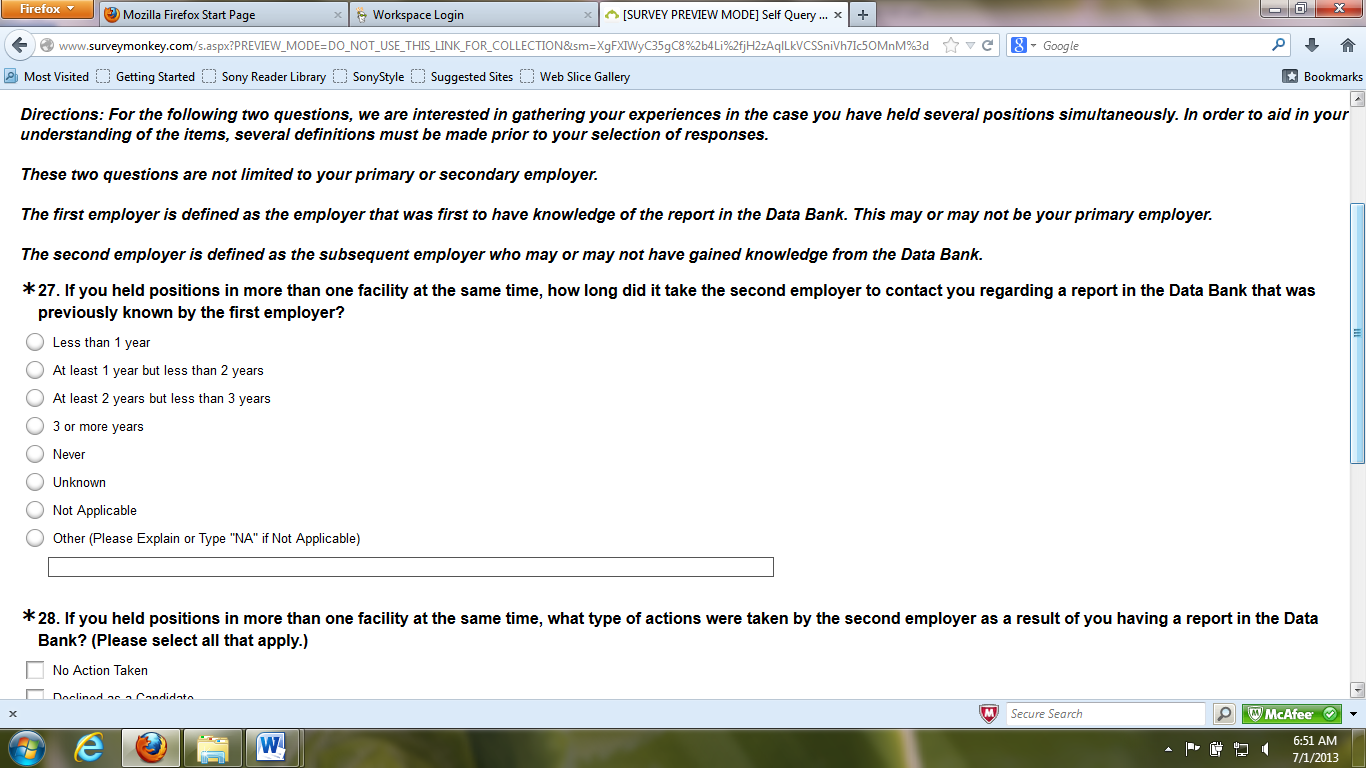 Firefox
Mozilla Firefox Start Page
Workspace Login
[SURVEY PREVIEW MODE] Self Query ...
www.surveymonkey.com/s.aspx?PREVIEW_MODE=DO_NOT_USE_THIS_LINK_FOR_COLLECTION&sm=XgFXIWyC35gC8%2b4Li%2fjH2zAqILkVCSSniVh7Ic5OMnM%3d
Google
Most Visited
Getting Started
Sony Reader Library
SonyStyle
Suggested Sites
Web Slice Gallery
Bookmarks
Directions: For the following two questions, we are interested in gathering your experiences in the case you have held several positions simultaneously. In order to aid in your
understanding of the items, several definitions must be made prior to your selection of responses.
These two questions are not limited to your primary or secondary employer.
The first employer is defined as the employer that was first to have knowledge of the report in the Data Bank. This may or may not be your primary employer.
The second employer is defined as the subsequent employer who may or may not have gained knowledge from the Data Bank.
*27. If you held positions in more than one facility at the same time, how long did it take the second employer to contact you regarding a report in the Data Bank that was
previously known by the first employer?
Less than 1 year
At least 1 year but less than 2 years
At least 2 years but less than 3 years
3 or more years
Never
Unknown
Not Applicable
Other (Please Explain or Type "NA" if Not Applicable)
*28. If you held positions in more than one facility at the same time, what type of actions were taken by the second employer as a result of you having a report in the Data
Bank? (Please select all that apply.)
No Action Taken
Declined as a Candidate
Secure Search
McAfee
6:51 AM
7/1/2013